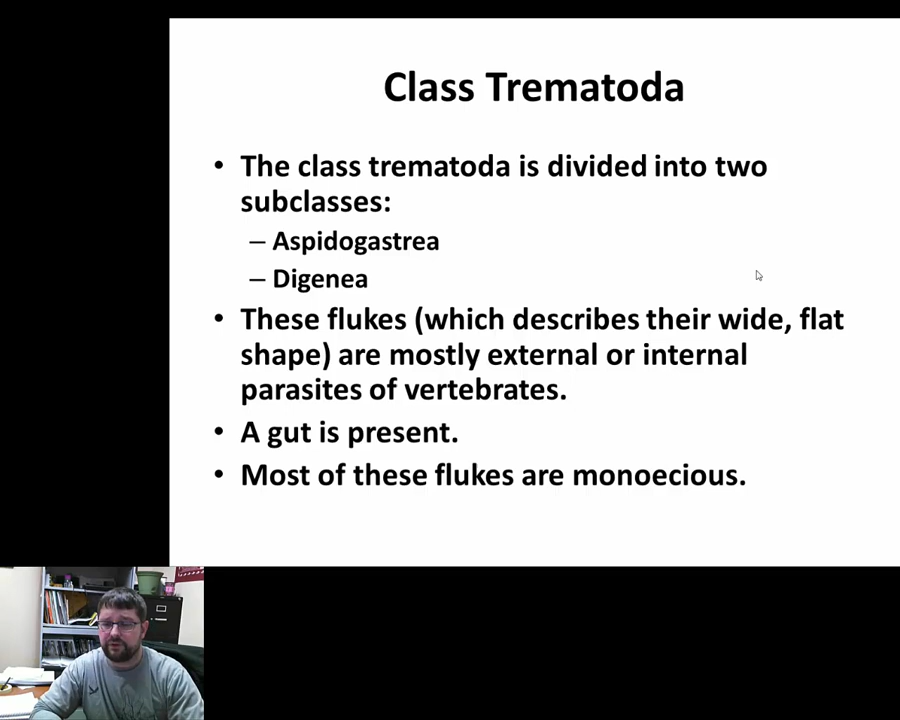 Class Trematoda
• The class trematoda is divided into two
subclasses:
– Aspidogastrea
– Digenea
• These flukes (which describes their wide, flat
shape) are mostly external or internal
parasites of vertebrates.
• A gut is present.
• Most of these flukes are monoecious.